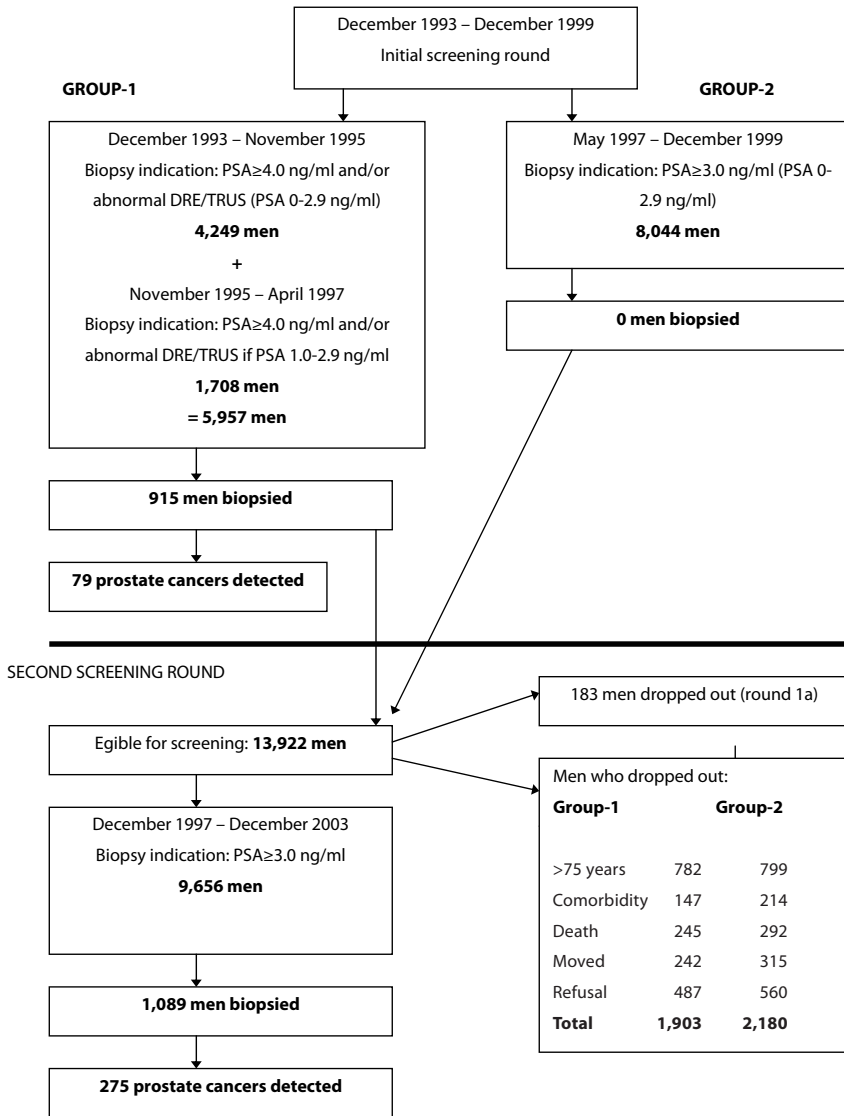 December 1993 – December 1999
Initial screening round
GROUP-1
GROUP-2
December 1993 – November 1995
Biopsy indication: PSA≥4.0 ng/ml and/or
abnormal DRE/TRUS (PSA 0-2.9 ng/ml)
4,249 men
+
November 1995 – April 1997
Biopsy indication: PSA≥4.0 ng/ml and/or
abnormal DRE/TRUS if PSA 1.0-2.9 ng/ml
1,708 men
= 5,957 men
May 1997 – December 1999
Biopsy indication: PSA≥3.0 ng/ml (PSA 0-
2.9 ng/ml)
8,044 men
0 men biopsied
915 men biopsied
79 prostate cancers detected
SECOND SCREENING ROUND
Egible for screening: 13,922 men
183 men dropped out (round 1a)
Men who dropped out:
Group-1 Group-2
>75 years 782 799
Comorbidity 147 214
Death 245 292
Moved 242 315
Refusal 487 560
Total 1,903 2,180
December 1997 – December 2003
Biopsy indication: PSA≥3.0 ng/ml
9,656 men
1,089 men biopsied
275 prostate cancers detected